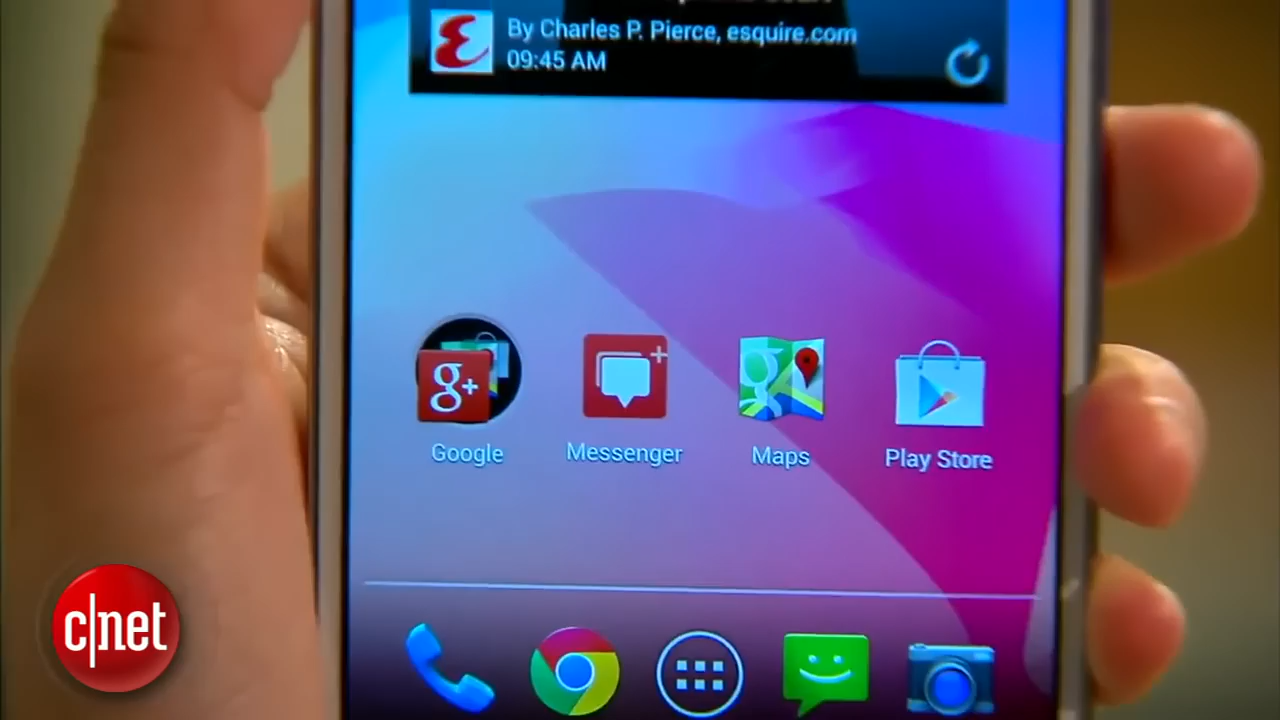 By Charles P. Pierce, esquire.com
09:45 AM
g+
Google
Messenger
Maps
Play Store
c|net